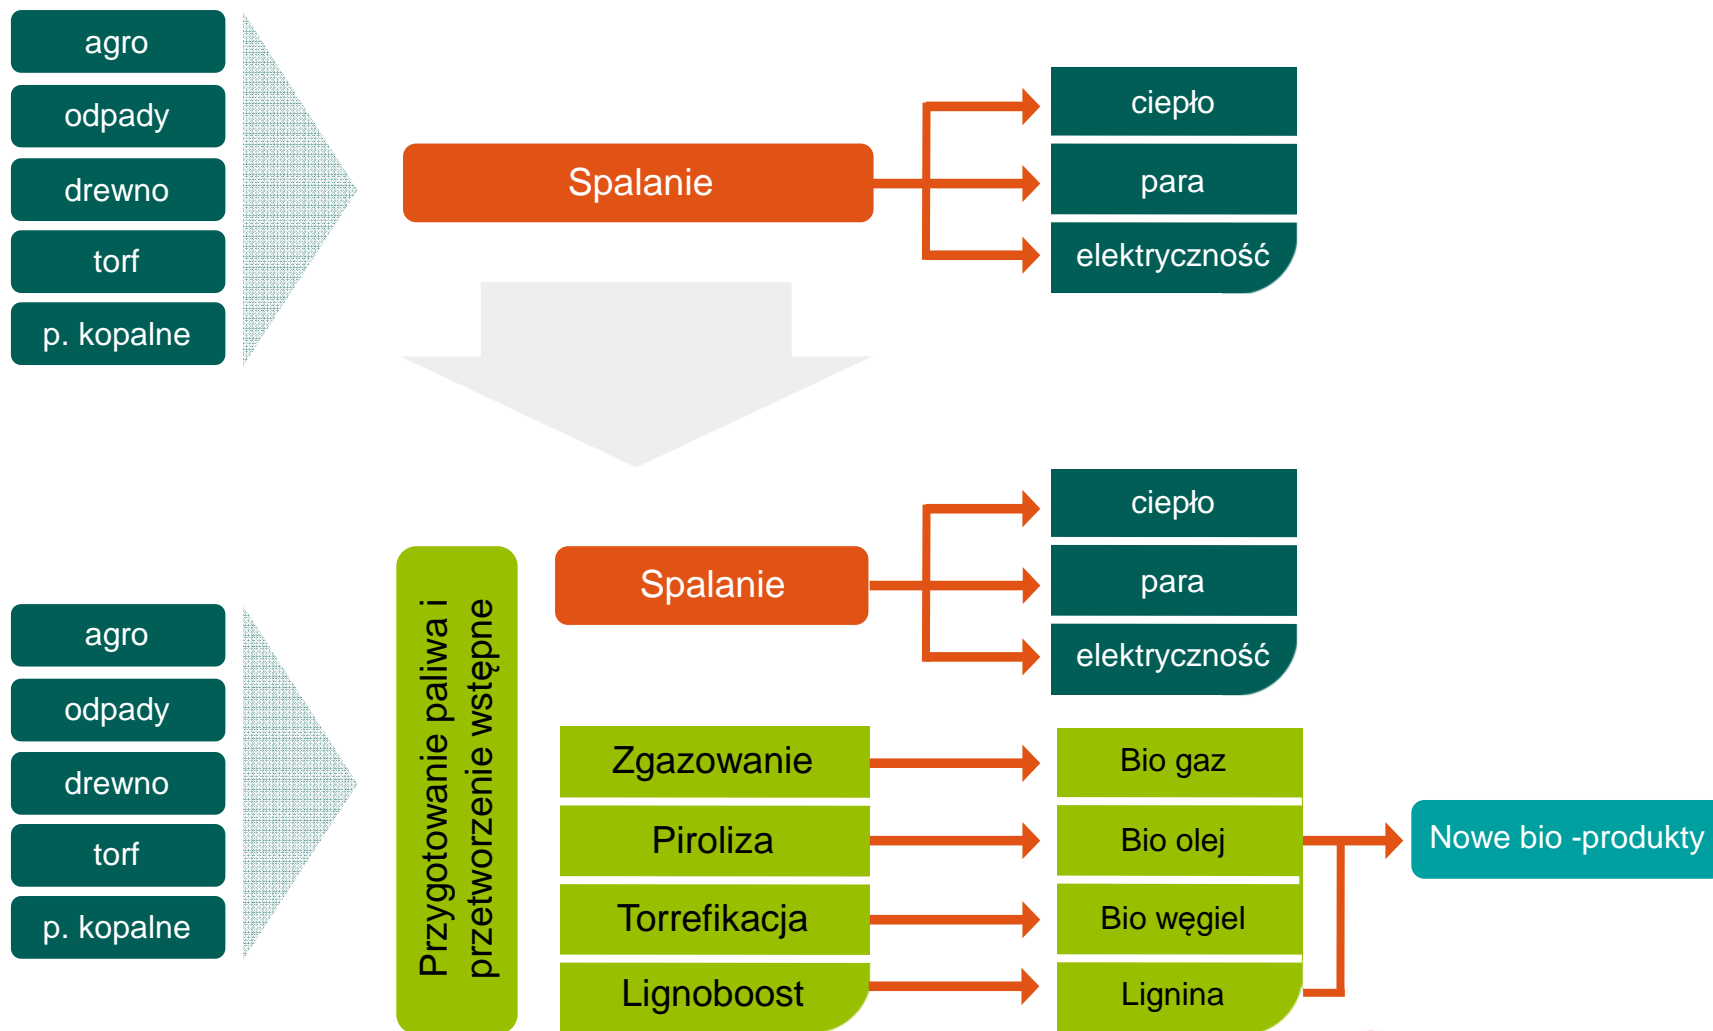 agro
odpady
drewno
torf
p. kopalne
Spalanie
ciepło
para
elektryczność
agro
odpady
drewno
torf
p. kopalne
Przygotowanie paliwa i
przetworzenie wstępne
Spalanie
ciepło
para
elektryczność
Zgazowanie
Piroliza
Torrefikacja
Lignoboost
Bio gaz
Bio olej
Bio węgiel
Lignina
Nowe bio -produkty